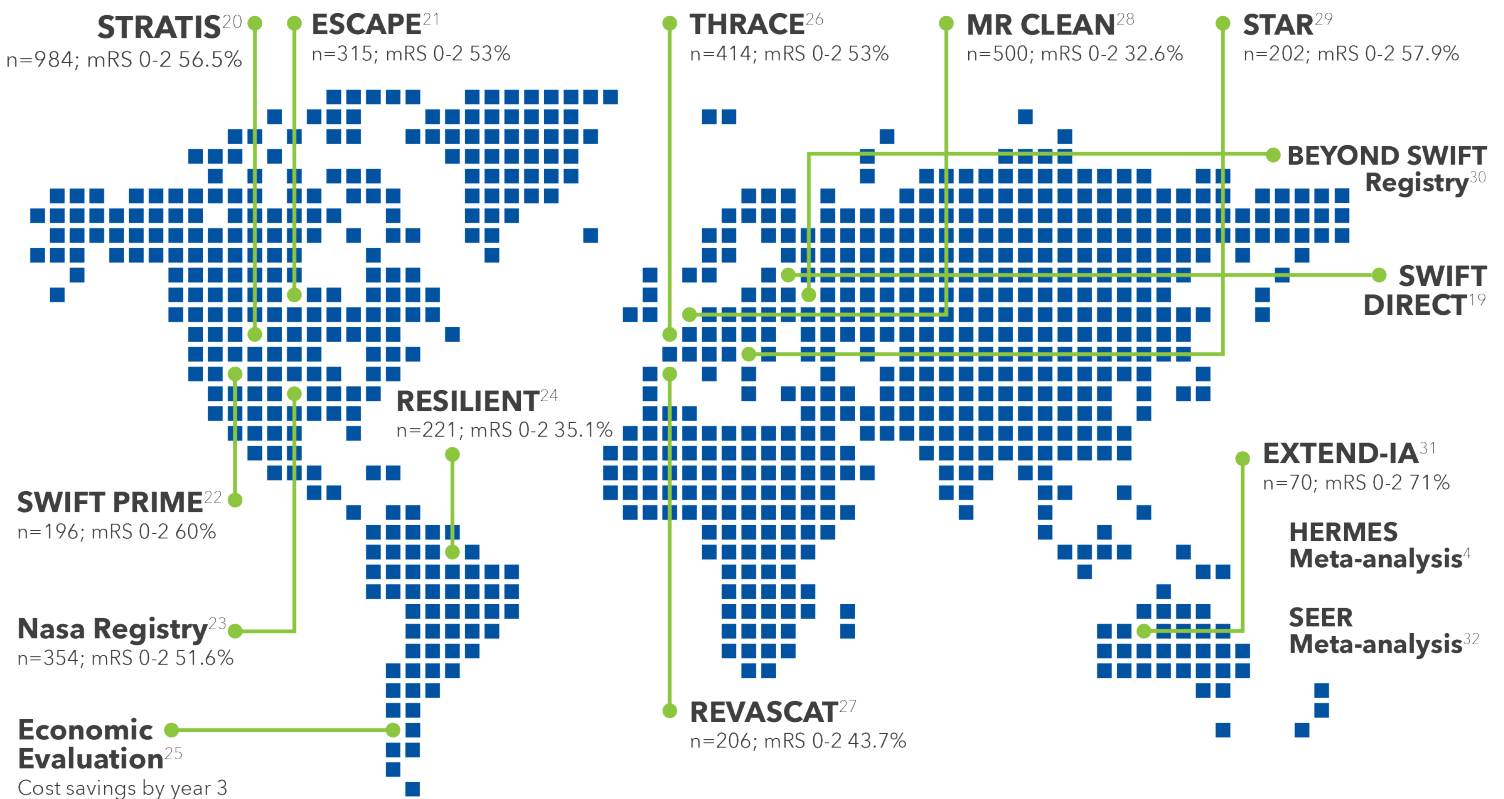 STRATIS20
n=984; mRS 0-2 56.5%
ESCAPE21
n=315; mRS 0-2 53%
THRACE26
n=414; mRS 0-2 53%
MR CLEAN28
n=500; mRS 0-2 32.6%
STAR29
n=202; mRS 0-2 57.9%
BEYOND SWIFT
Registry30
SWIFT
DIRECT19
RESILIENT24
n=221; mRS 0-2 35.1%
EXTEND-IA31
n=70; mRS 0-2 71%
SWIFT PRIME22
n=196; mRS 0-2 60%
HERMES
Meta-analysis4
Nasa Registry23
n=354; mRS 0-2 51.6%
SEER
Meta-analysis32
REVASCAT27
n=206; mRS 0-2 43.7%
Economic
Evaluation25
Cost savings by year 3